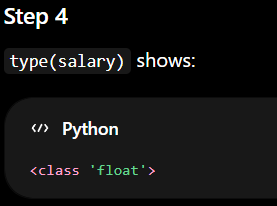 Step 4
type(salary) shows:
Python
<class 'float'>